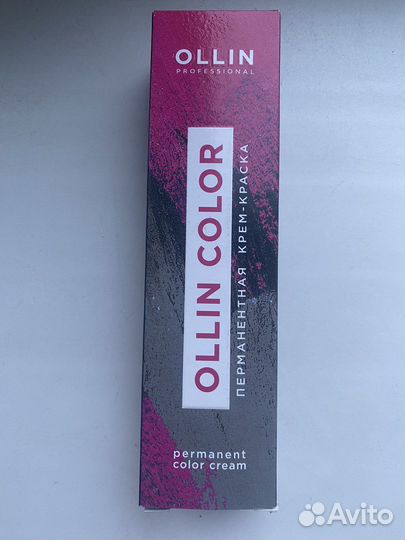 OLLIN
PROFESSIONAL
OLLIN COLOR
ПЕРМАНЕНТНАЯ КРЕМ-КРАСКА
permanent
color cream
Avito